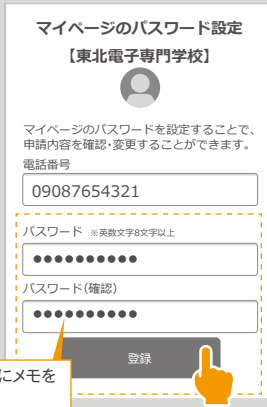 マイページのパスワード設定
【東北電子専門学校】
マイページのパスワードを設定することで、
申請内容を確認・変更することができます。
電話番号
09087654321
パスワード ※英数文字8文字以上
●●●●●●●●●●
パスワード(確認)
●●●●●●●●●●
登録
にメモを